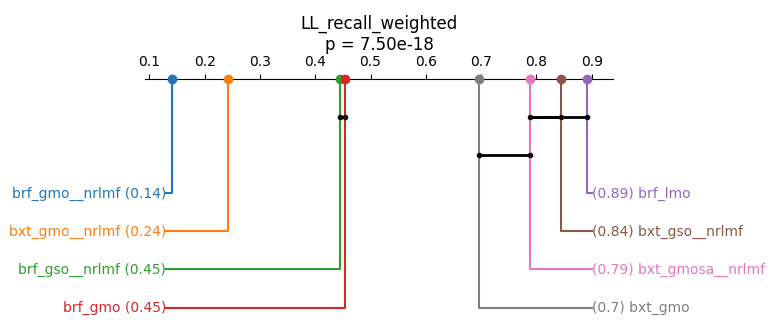 LL_recall_weighted
p = 7.50e-18
0.1 0.2 0.3 0.4 0.5 0.6 0.7 0.8 0.9
brf_gmo__nrlmf (0.14) (0.89) brf_lmo
bxt_gmo__nrlmf (0.24) (0.84) bxt_gso__nrlmf
brf_gso__nrlmf (0.45) (0.79) bxt_gmosa__nrlmf
brf_gmo (0.45) (0.7) bxt_gmo